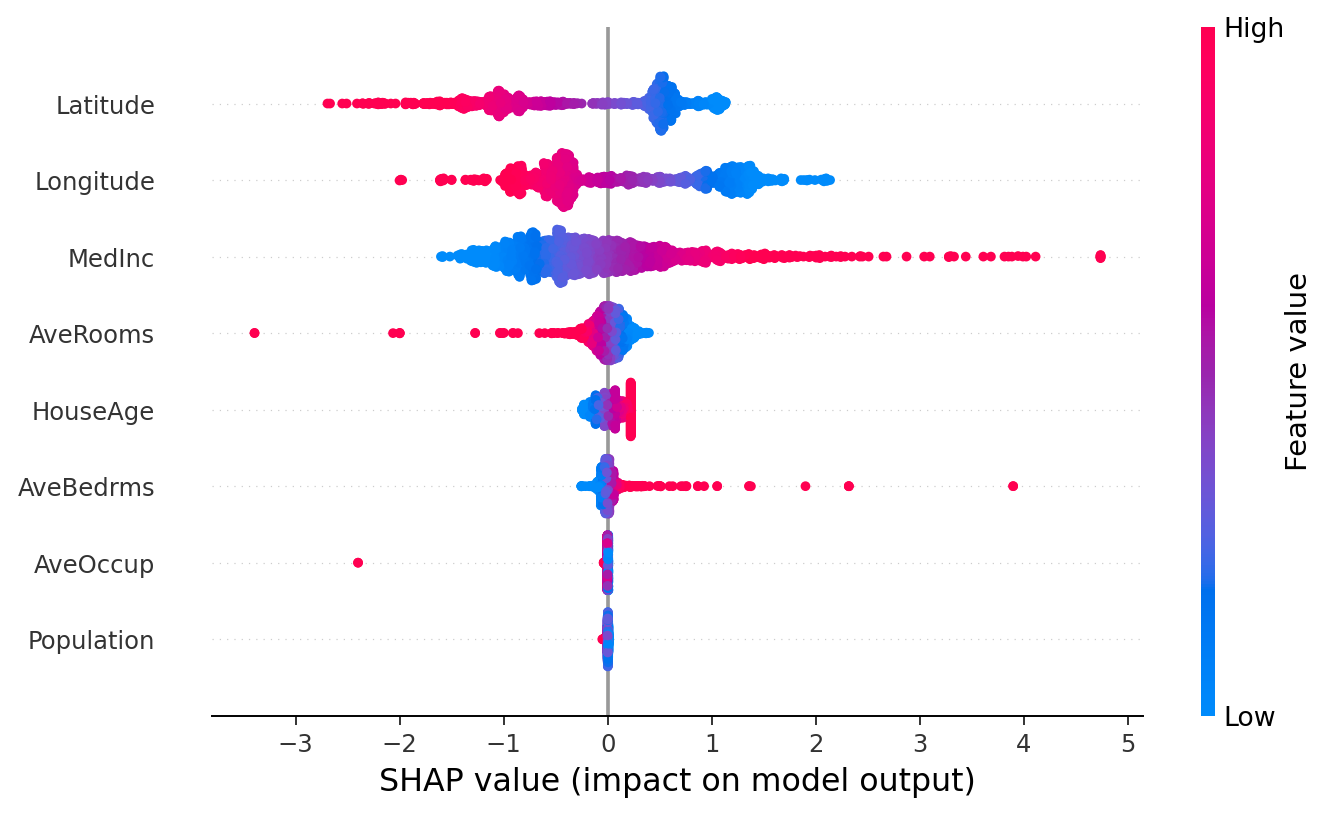 High
Latitude
Longitude
MedInc
AveRooms
HouseAge
AveBedrms
AveOccup
Population
Feature value
Low
−3 −2 −1 0 1 2 3 4 5
SHAP value (impact on model output)